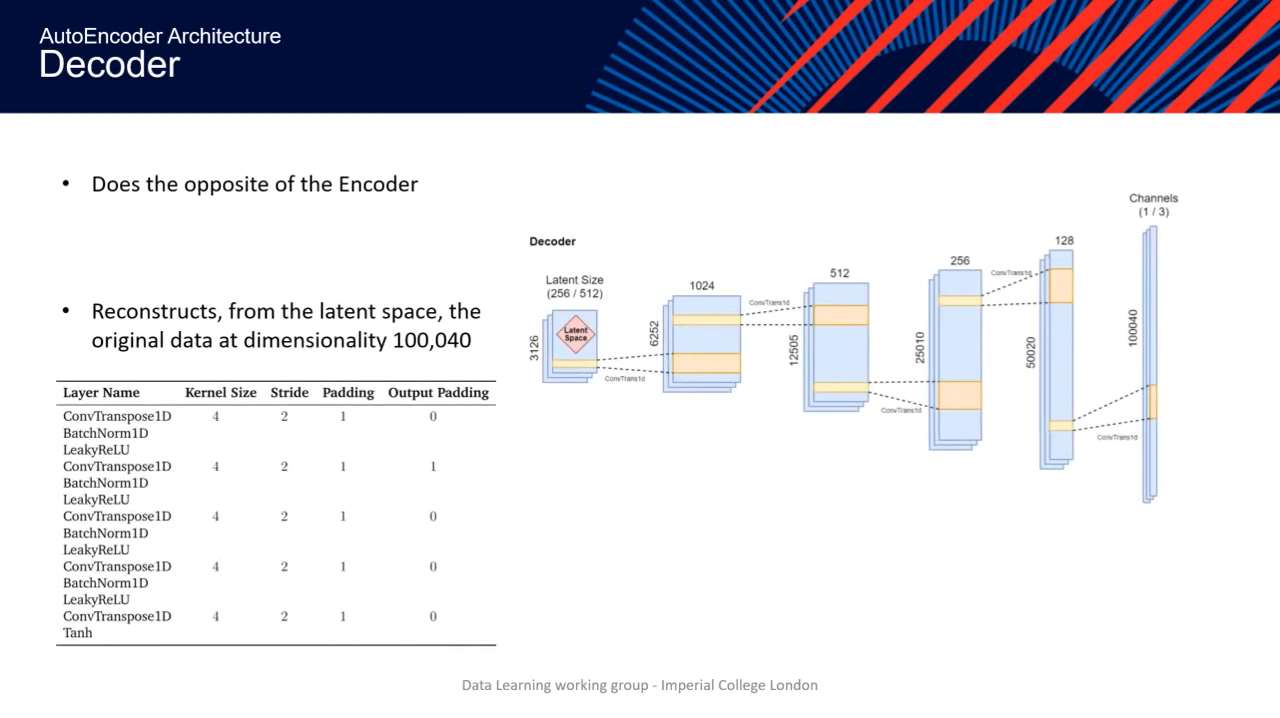 AutoEncoder Architecture
Decoder
• Does the opposite of the Encoder
• Reconstructs, from the latent space, the
original data at dimensionality 100,040
Layer Name Kernel Size Stride Padding Output Padding
ConvTranspose1D 4 2 1 0
BatchNorm1D
LeakyReLU
ConvTranspose1D 4 2 1 1
BatchNorm1D
LeakyReLU
ConvTranspose1D 4 2 1 0
BatchNorm1D
LeakyReLU
ConvTranspose1D 4 2 1 0
BatchNorm1D
LeakyReLU
ConvTranspose1D 4 2 1 0
Tanh
Decoder
Latent Size
(256 / 512)
3126
Latent
Space
ConvTrans1d
1024
6252
ConvTrans1d
512
12505
ConvTrans1d
256
25010
ConvTrans1d
128
50020
ConvTrans1d
Channels
(1 / 3)
100040
Data Learning working group - Imperial College London